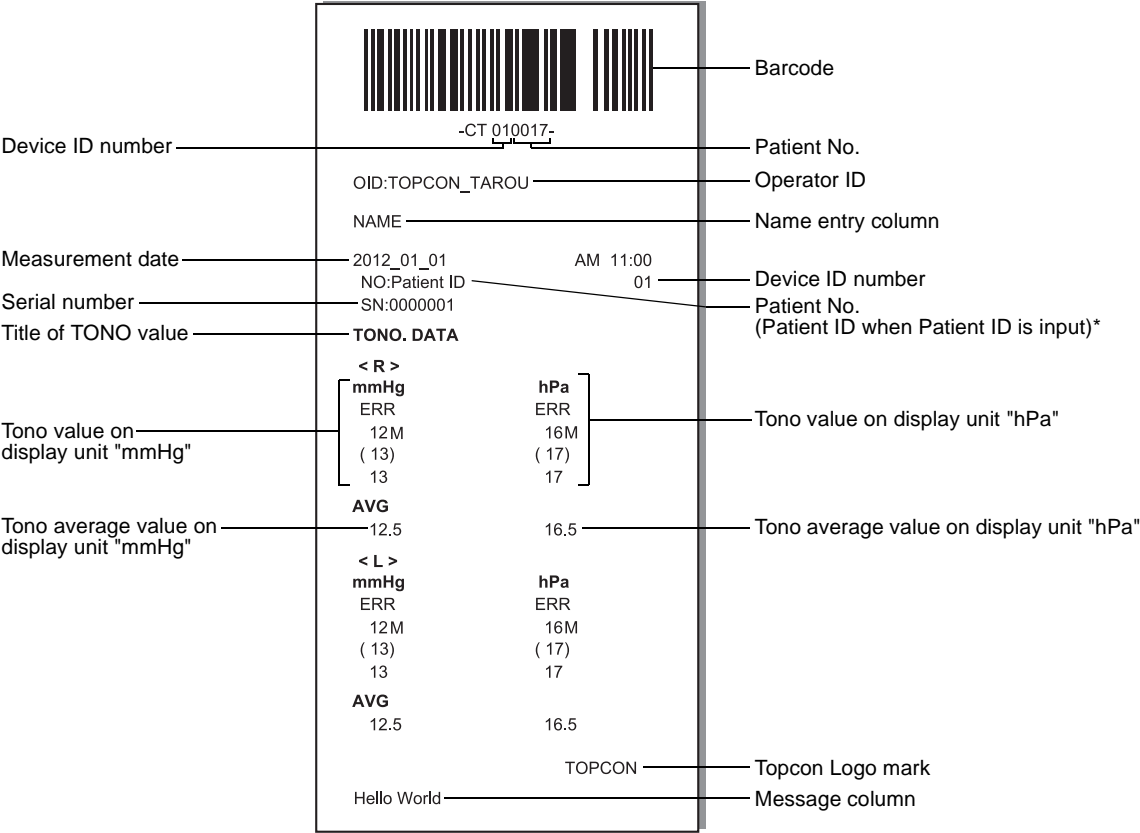 Barcode
-CT 010017-
Device ID number
Patient No.
OID:TOPCON_TAROU
Operator ID
NAME
Name entry column
Measurement date
2012_01_01 AM 11:00
NO:Patient ID 01
Device ID number
Serial number
SN:0000001
Patient No.
(Patient ID when Patient ID is input)*
Title of TONO value
TONO. DATA
< R >
mmHg hPa
ERR ERR
12M 16M
( 13) ( 17)
13 17
Tono value on
display unit "mmHg"
Tono value on display unit "hPa"
AVG
12.5 16.5
Tono average value on
display unit "mmHg"
Tono average value on display unit "hPa"
< L >
mmHg hPa
ERR ERR
12M 16M
( 13) ( 17)
13 17
AVG
12.5 16.5
TOPCON
Topcon Logo mark
Hello World
Message column